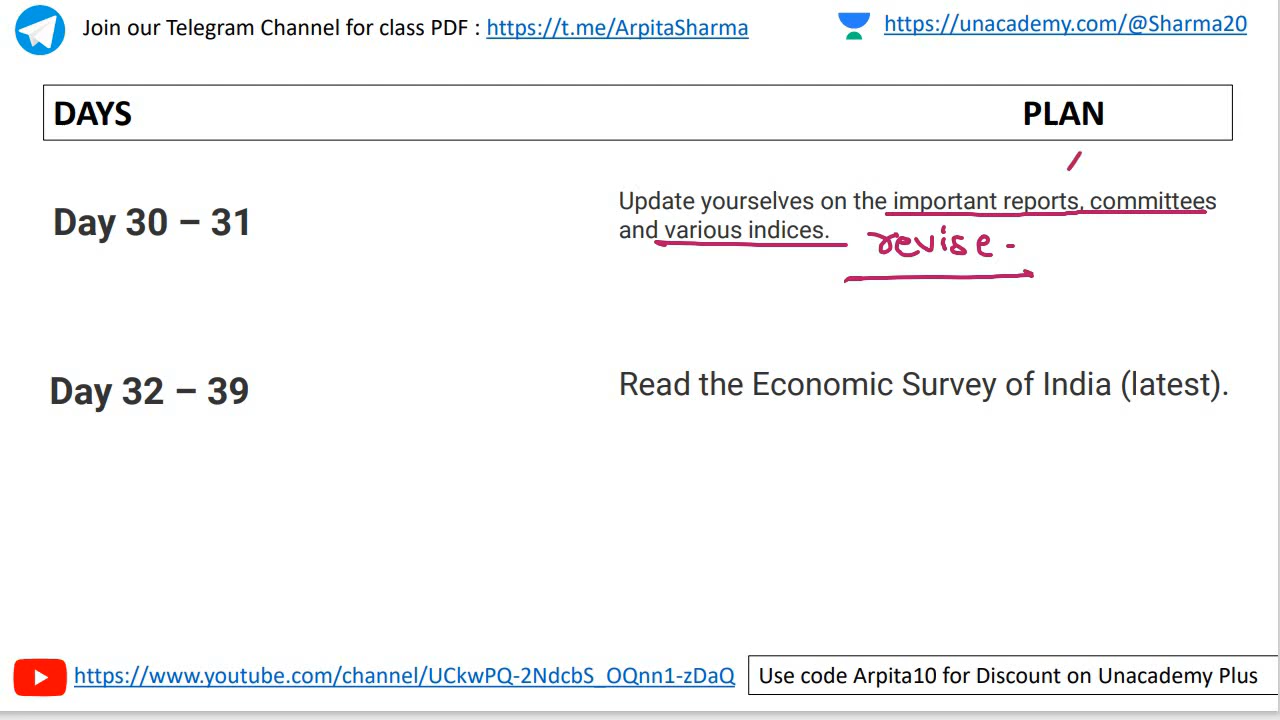 Join our Telegram Channel for class PDF : https://t.me/ArpitaSharma
https://unacademy.com/@Sharma20
DAYS PLAN
Day 30 – 31
Update yourselves on the important reports, committees
and various indices.
revise -
Day 32 – 39
Read the Economic Survey of India (latest).
https://www.youtube.com/channel/UCkwPQ-2NdcbS_OQnn1-zDaQ
Use code Arpita10 for Discount on Unacademy Plus